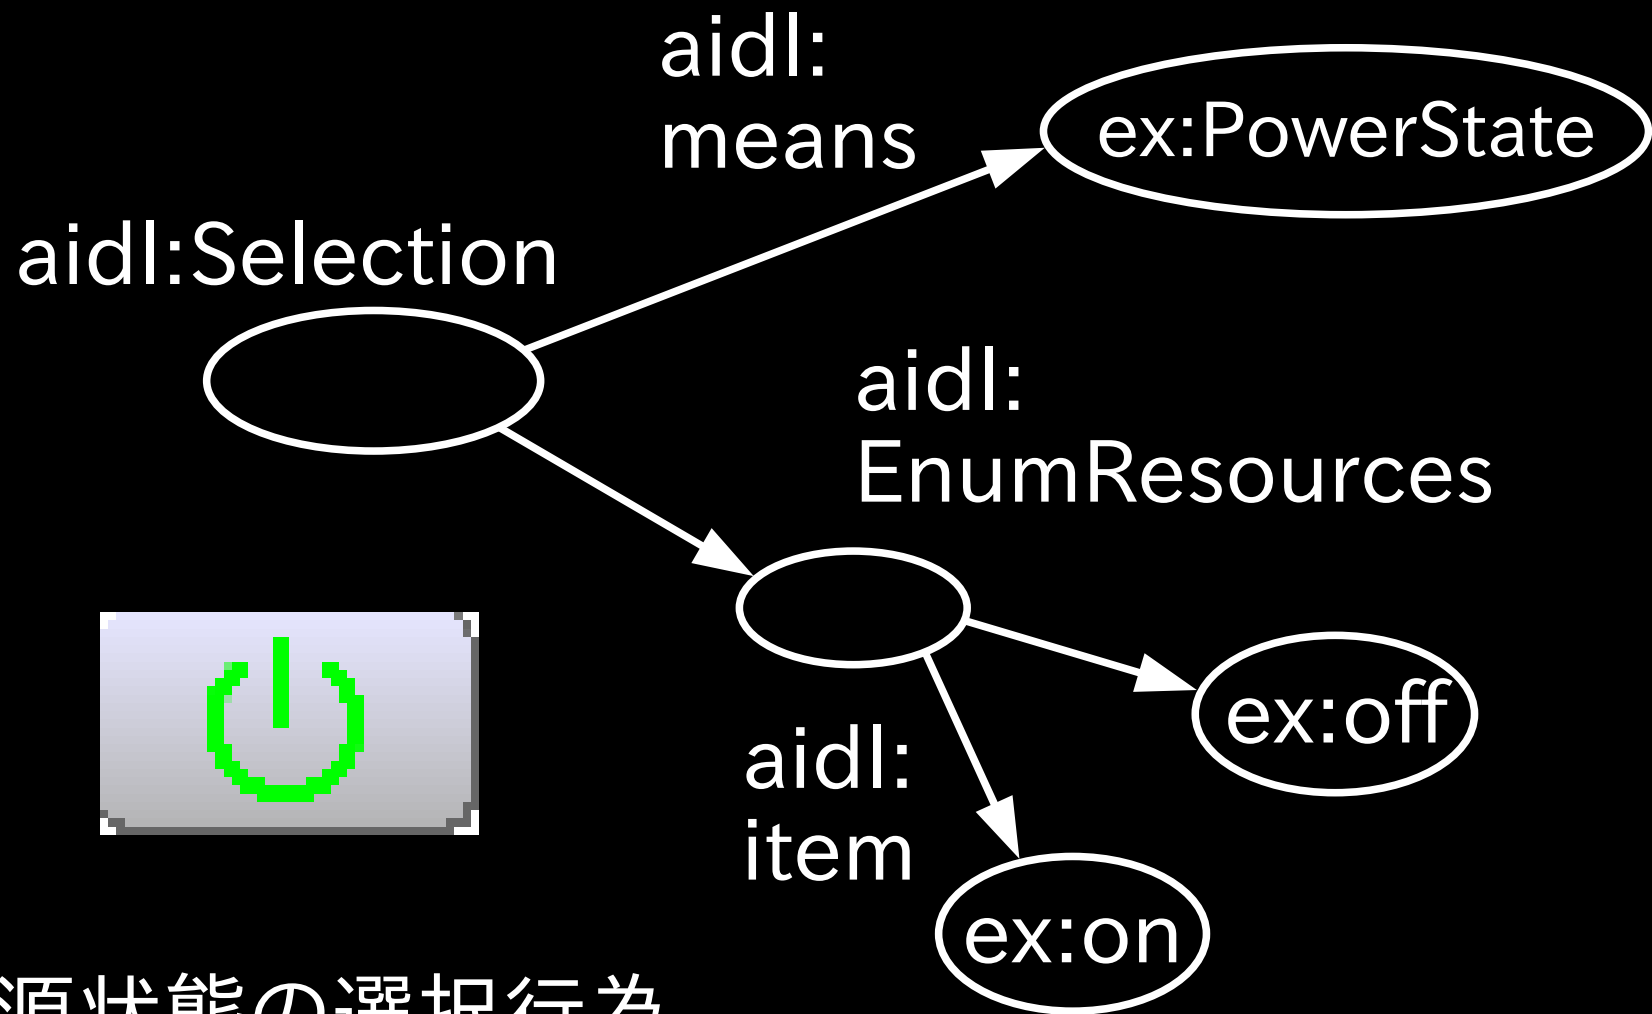 aidl:
means
ex:PowerState
aidl:Selection
aidl:
EnumResources
ex:off
aidl:
item
ex:on
源状態の選択行為